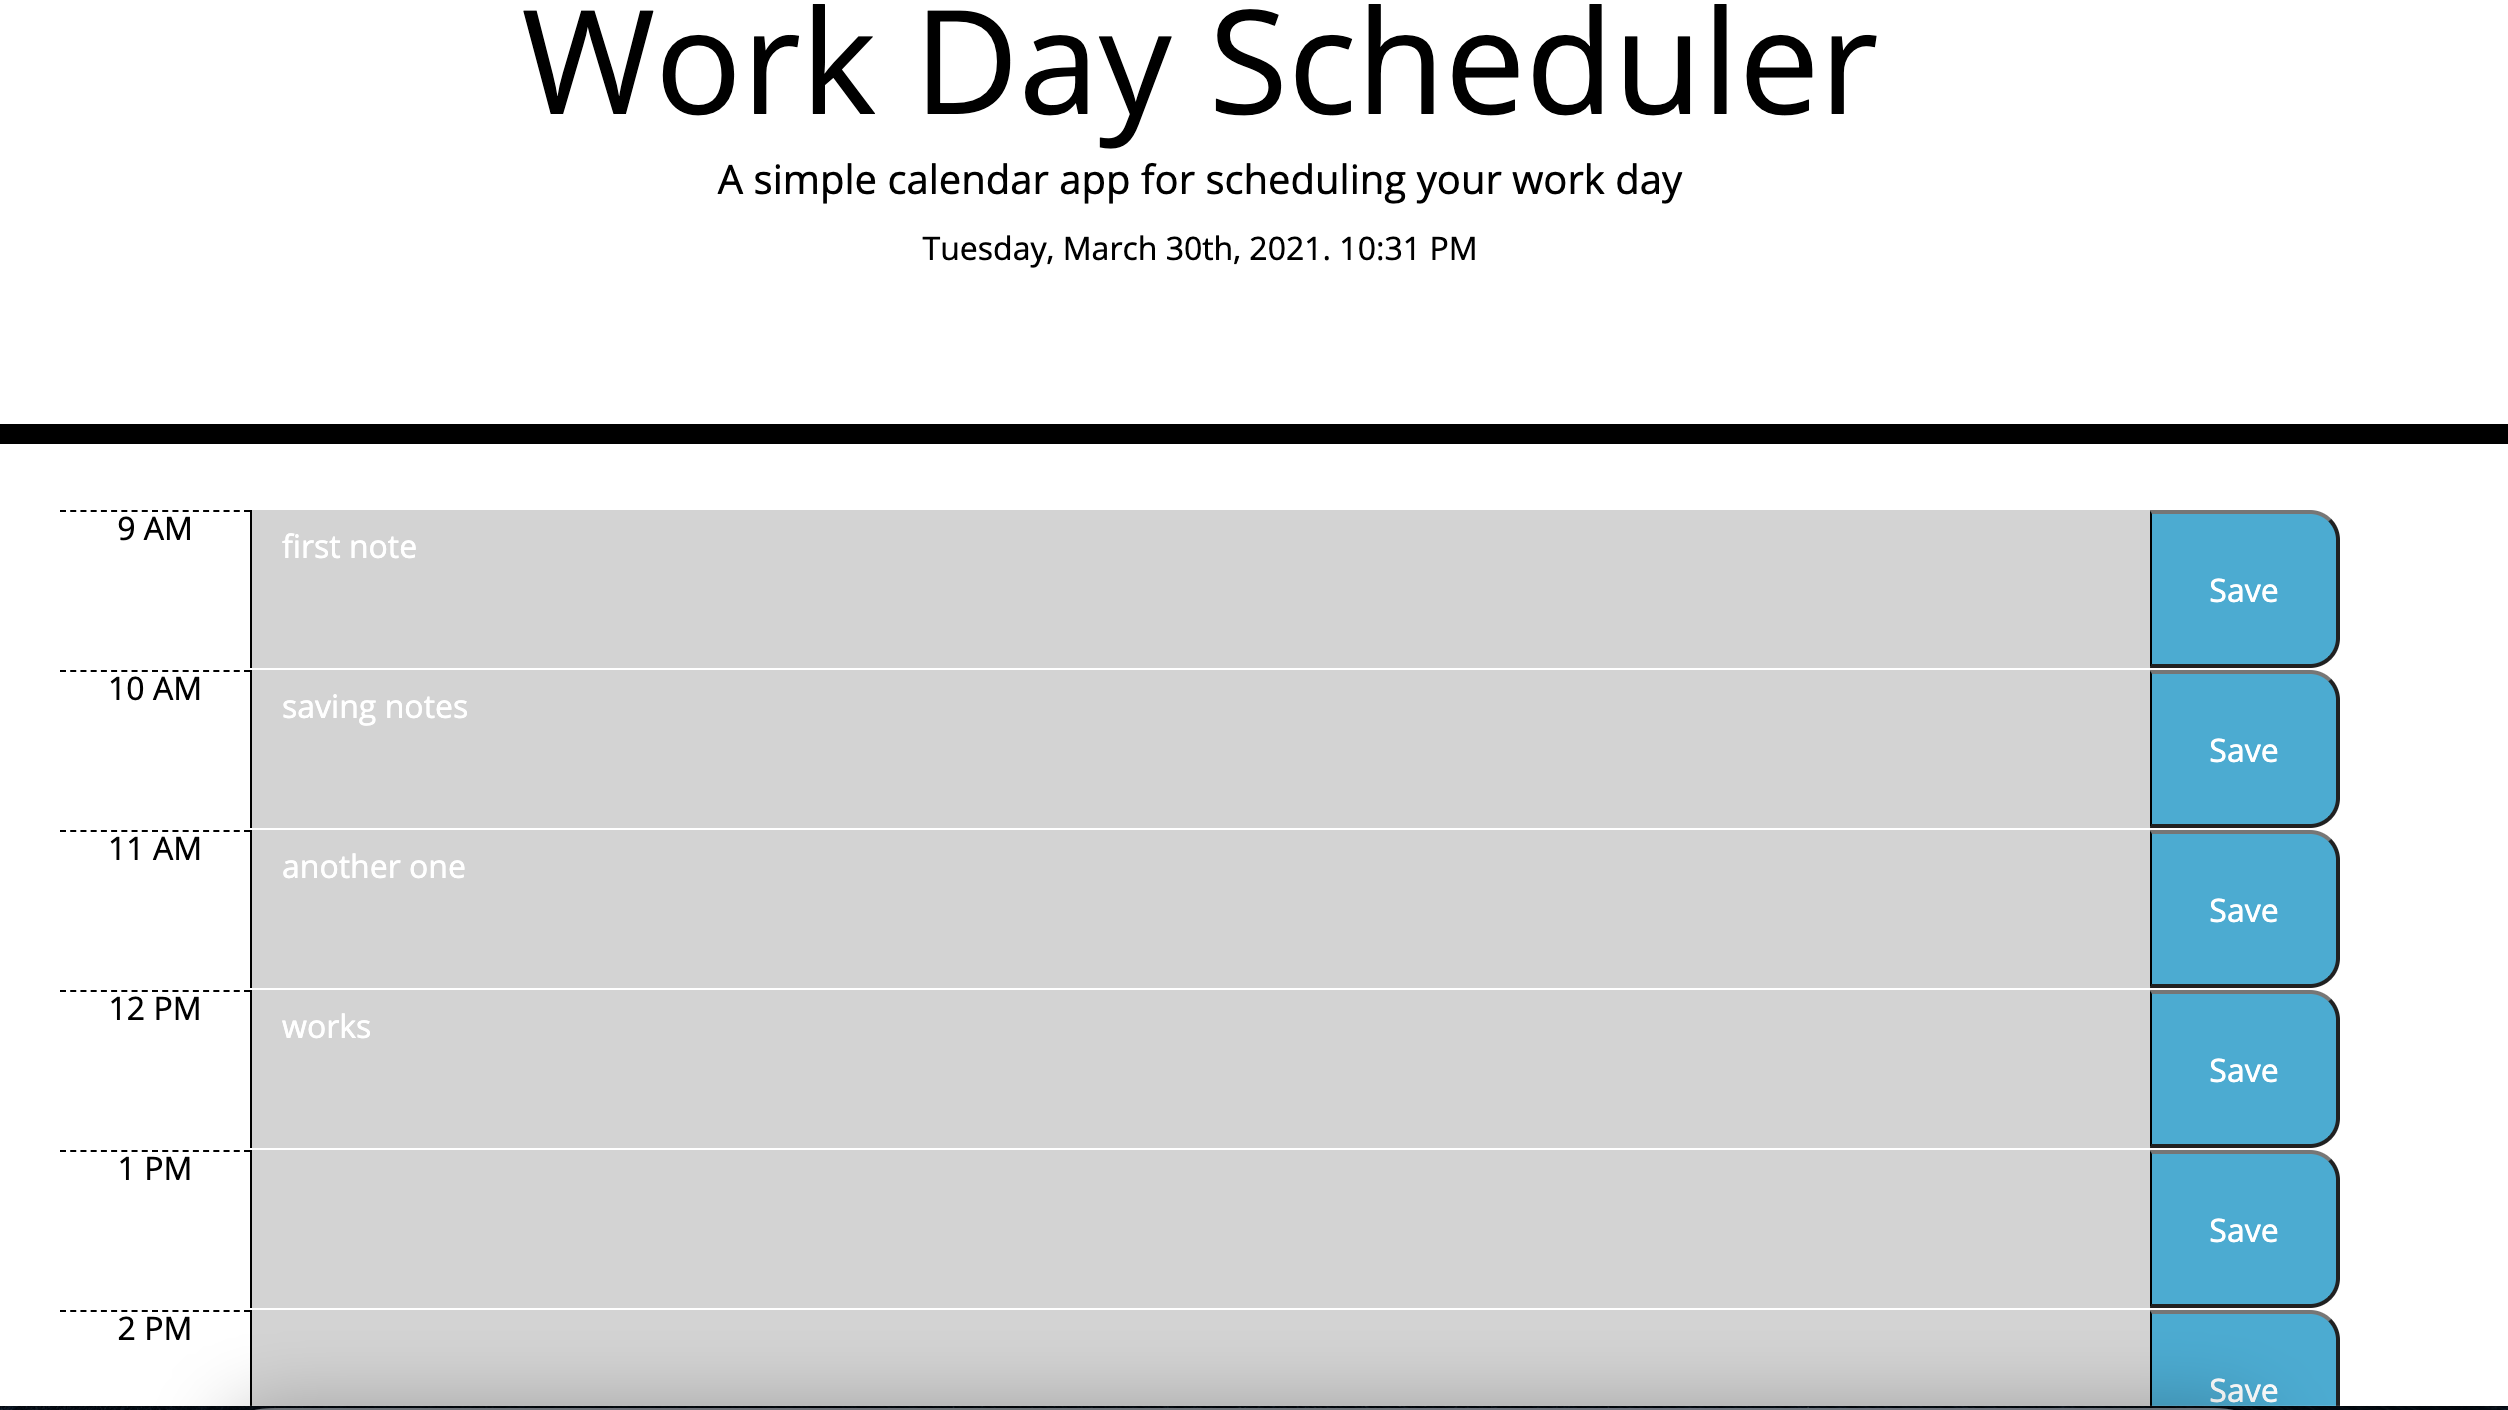 Work Day Scheduler
A simple calendar app for scheduling your work day
Tuesday, March 30th, 2021. 10:31 PM
9 AM
first note
Save
10 AM
saving notes
Save
11 AM
another one
Save
12 PM
works
Save
1 PM
Save
2 PM
Save